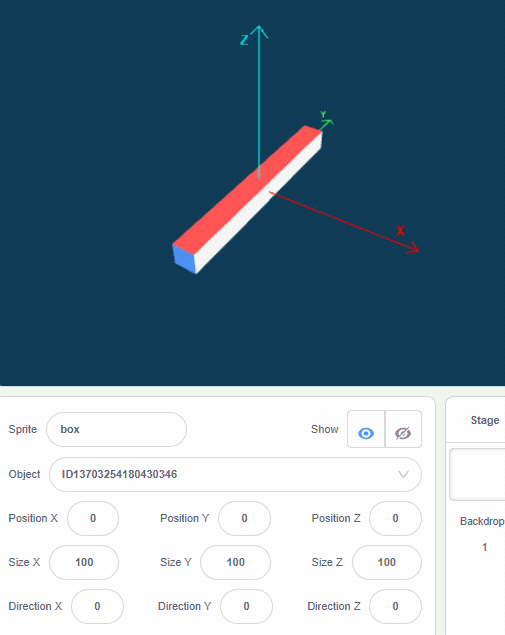 Z
Y
X
Sprite box Show Stage
Object ID13703254180430346
Position X 0 Position Y 0 Position Z 0 Backdrop
1
Size X 100 Size Y 100 Size Z 100
Direction X 0 Direction Y 0 Direction Z 0